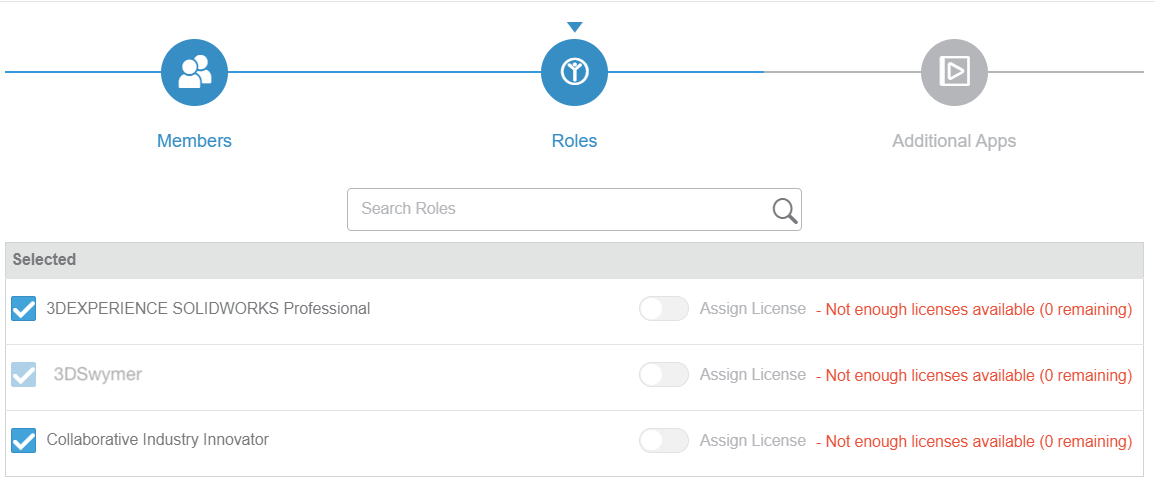 Members Roles Additional Apps
Search Roles
Selected
3DEXPERIENCE SOLIDWORKS Professional Assign License - Not enough licenses available (0 remaining)
3DSwymer Assign License - Not enough licenses available (0 remaining)
Collaborative Industry Innovator Assign License - Not enough licenses available (0 remaining)